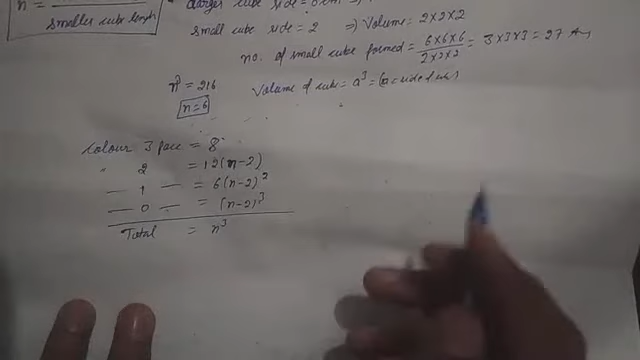 n =
smaller cube length
Larger cube side = 6cm ⇒
small cube side = 2 ⇒ Volume = 2×2×2
no. of small cube formed = 6×6×6 / 2×2×2 = 3×3×3 = 27
n³ = 216
Volume of cube = a³ = (a = side of cube)
n=6
Colour 3 face = 8
" 2 = 12(n-2)
— 1 — = 6(n-2)²
— 0 — = (n-2)³
Total = n³